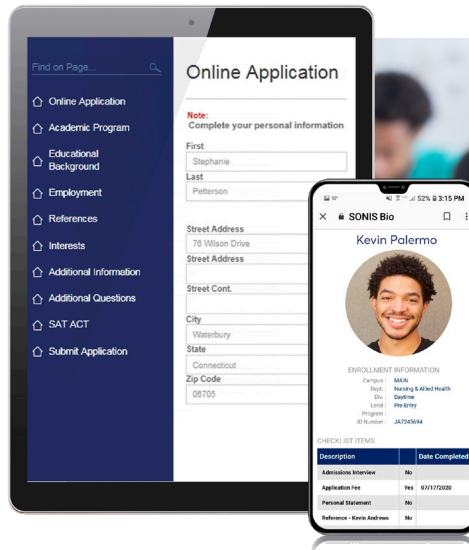 Find on Page...
Online Application
Academic Program
Educational
Background
Employment
References
Interests
Additional Information
Additional Questions
SAT ACT
Submit Application
Online Application
Note:
Complete your personal information
First
Stephanie
Last
Petterson
Street Address
76 Wilson Drive
Street Address
Street Cont.
City
Waterbury
State
Connecticut
Zip Code
06705
52% 3:15 PM
SONIS Bio
Kevin Palermo
ENROLLMENT INFORMATION
Campus : MAIN
Dept. : Nursing & Allied Health
Div. : Daytime
Level : Pre-Entry
Program :
ID Number : JA7245694
CHECKLIST ITEMS
Description Date Completed
Admissions Interview No
Application Fee Yes 07/17/2020
Personal Statement No
Reference - Kevin Andrews No